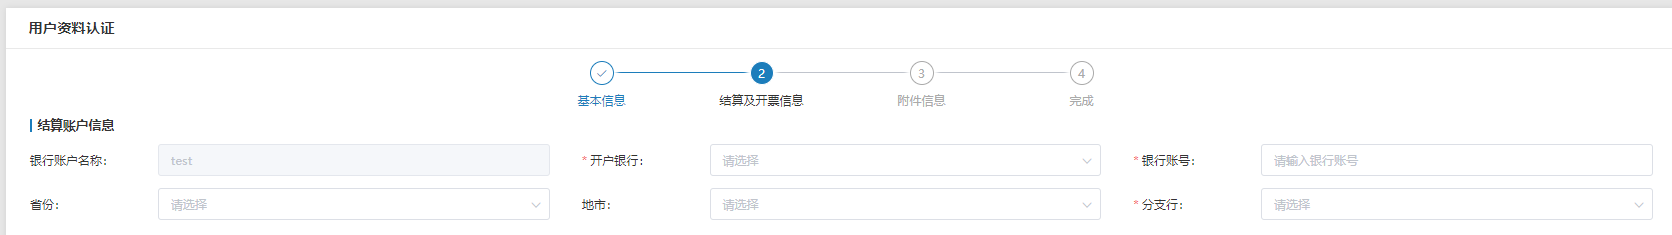 用户资料认证
2 3 4
基本信息 结算及开票信息 附件信息 完成
结算账户信息
银行账户名称: test * 开户银行: 请选择 * 银行账号: 请输入银行账号
省份: 请选择 地市: 请选择 * 分支行: 请选择